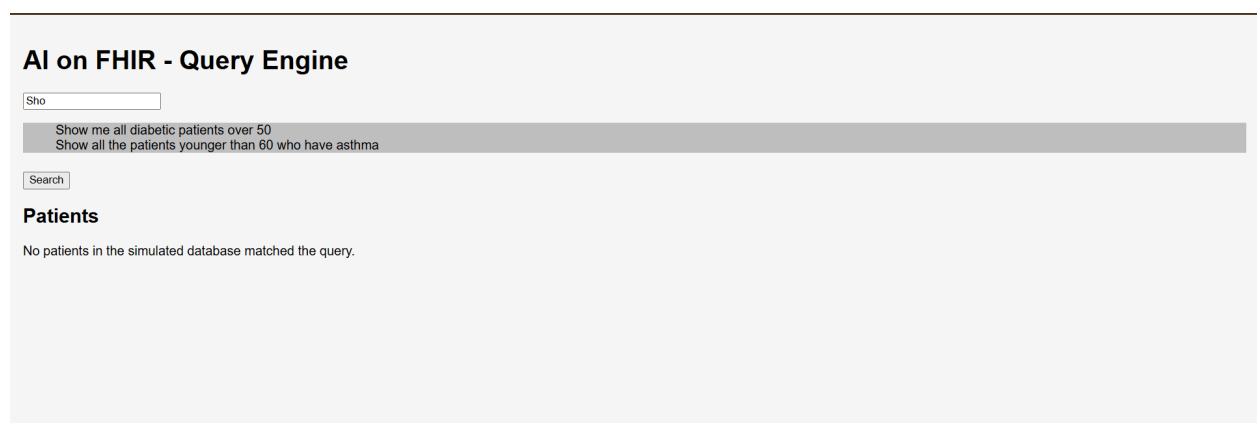 AI on FHIR - Query Engine
Sho
Show me all diabetic patients over 50
Show all the patients younger than 60 who have asthma
Search
Patients
No patients in the simulated database matched the query.